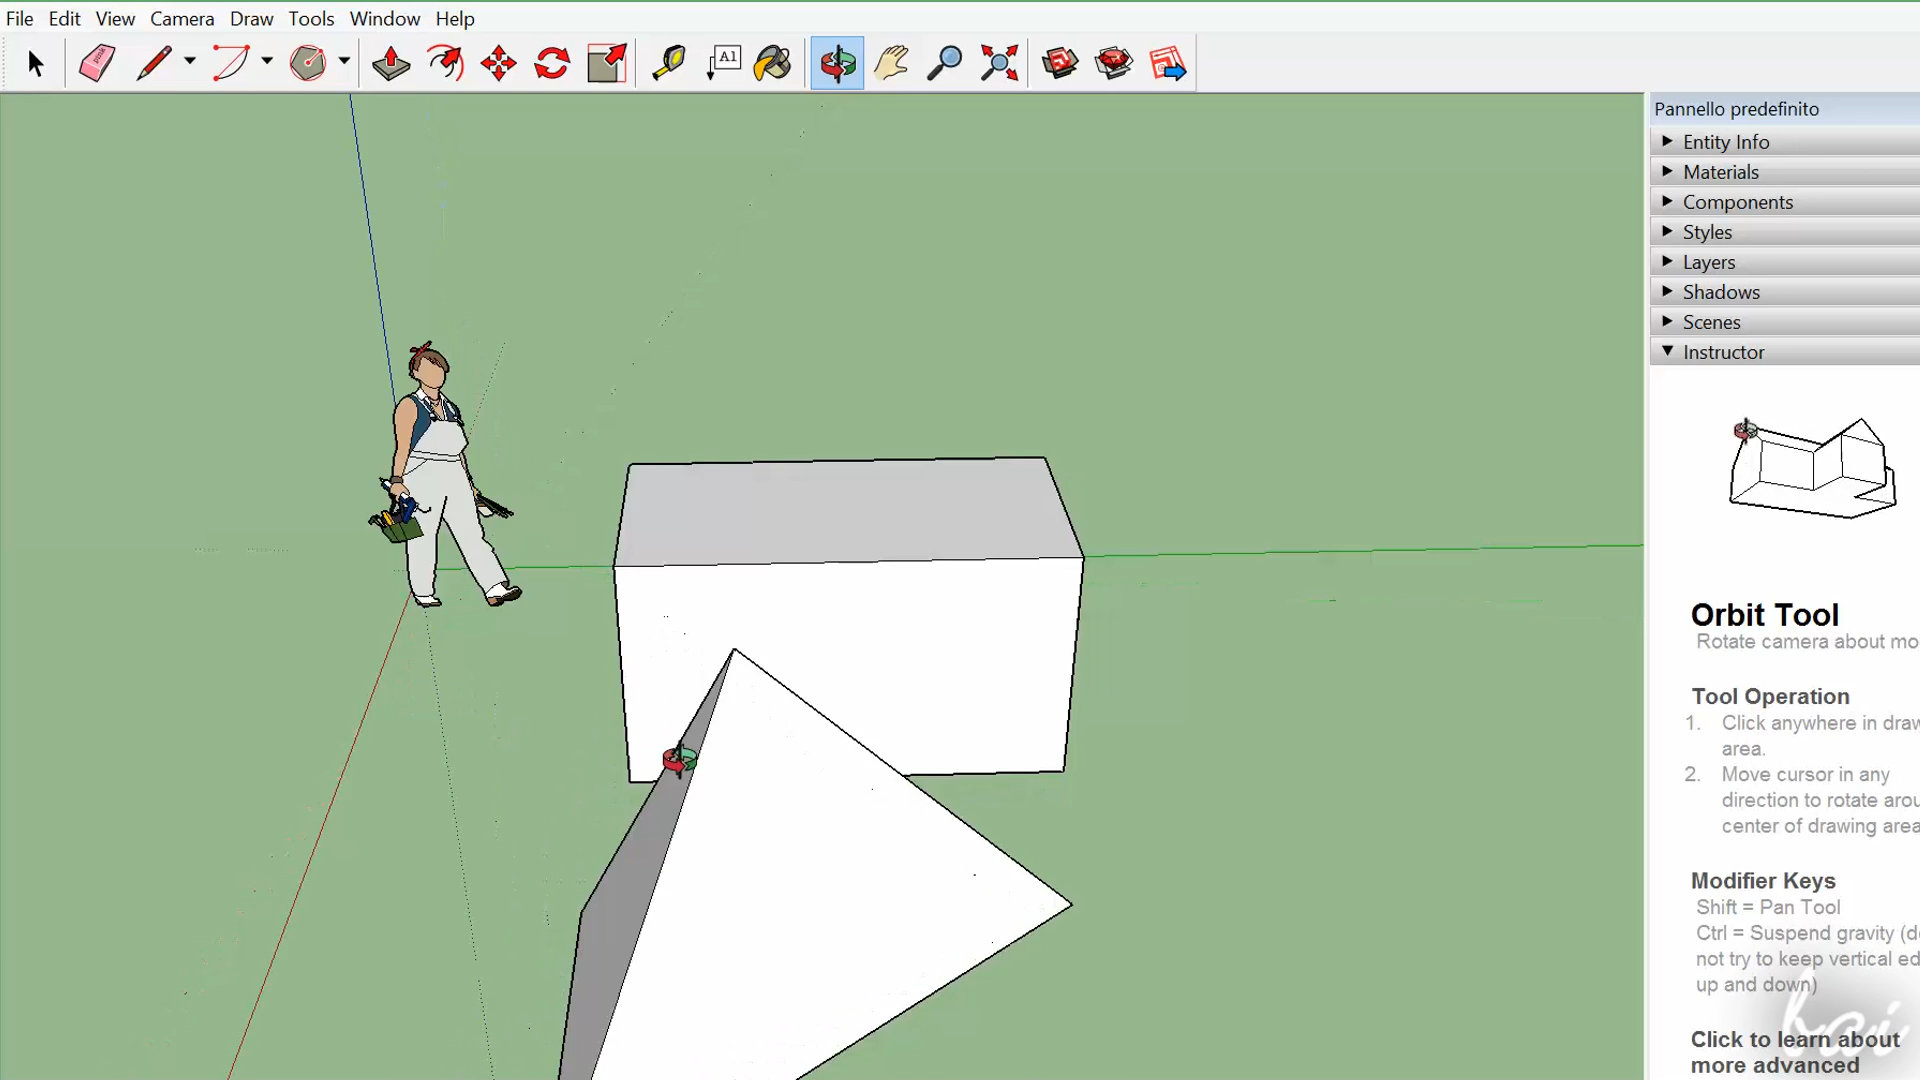 File Edit View Camera Draw Tools Window Help
A1
Pannello predefinito
Entity Info
Materials
Components
Styles
Layers
Shadows
Scenes
Instructor
Orbit Tool
Rotate camera about mo
Tool Operation
1. Click anywhere in draw
area.
2. Move cursor in any
direction to rotate arou
center of drawing area
Modifier Keys
Shift = Pan Tool
Ctrl = Suspend gravity (do
not try to keep vertical ed
up and down)
Click to learn about
more advanced